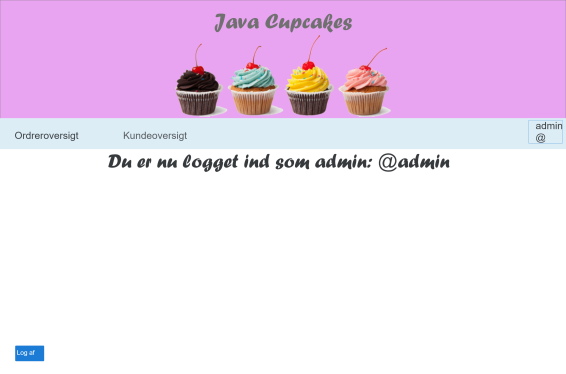 Java Cupcakes
Ordreroversigt
Kundeoversigt
admin
@
Du er nu logget ind som admin: @admin
Log af